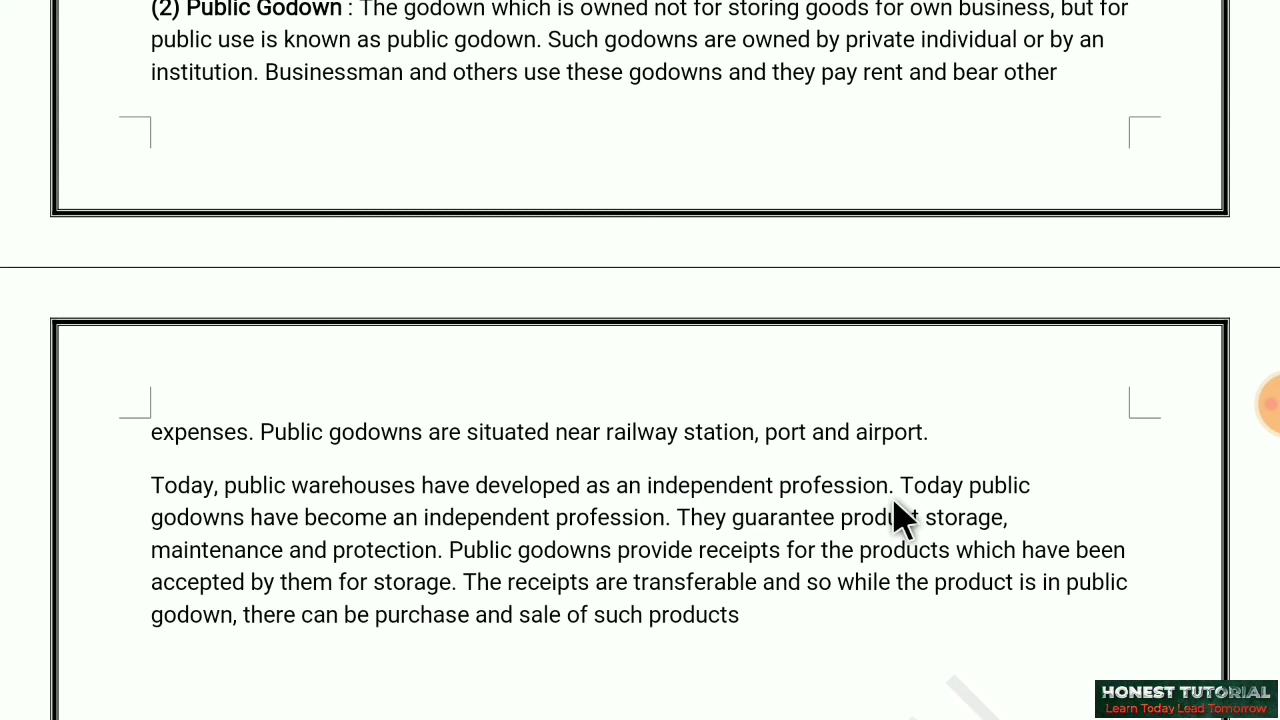 (2) Public Godown : The godown which is owned not for storing goods for own business, but for
public use is known as public godown. Such godowns are owned by private individual or by an
institution. Businessman and others use these godowns and they pay rent and bear other
expenses. Public godowns are situated near railway station, port and airport.
Today, public warehouses have developed as an independent profession. Today public
godowns have become an independent profession. They guarantee product storage,
maintenance and protection. Public godowns provide receipts for the products which have been
accepted by them for storage. The receipts are transferable and so while the product is in public
godown, there can be purchase and sale of such products
HONEST TUTORIAL
Learn Today Lead Tomorrow